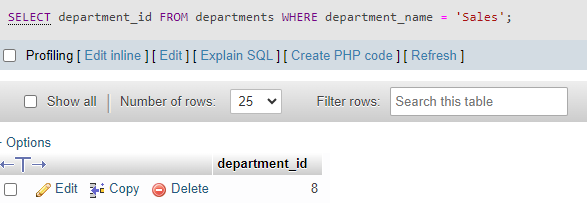 SELECT department_id FROM departments WHERE department_name = 'Sales';
Profiling [ Edit inline ] [ Edit ] [ Explain SQL ] [ Create PHP code ] [ Refresh ]
Show all Number of rows: 25 Filter rows: Search this table
Options
department_id
Edit Copy Delete 8